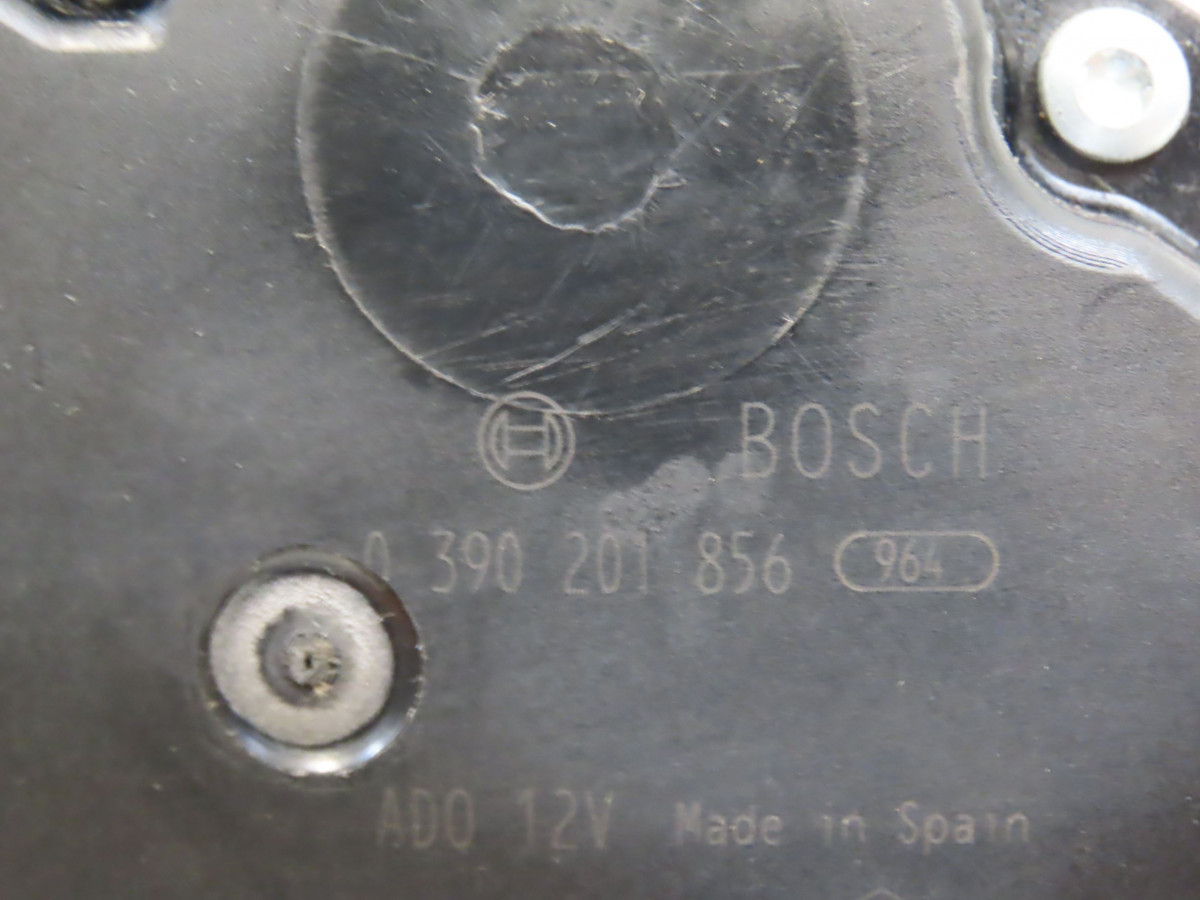 BOSCH
0 390 201 856 964
ADO 12V Made in Spain